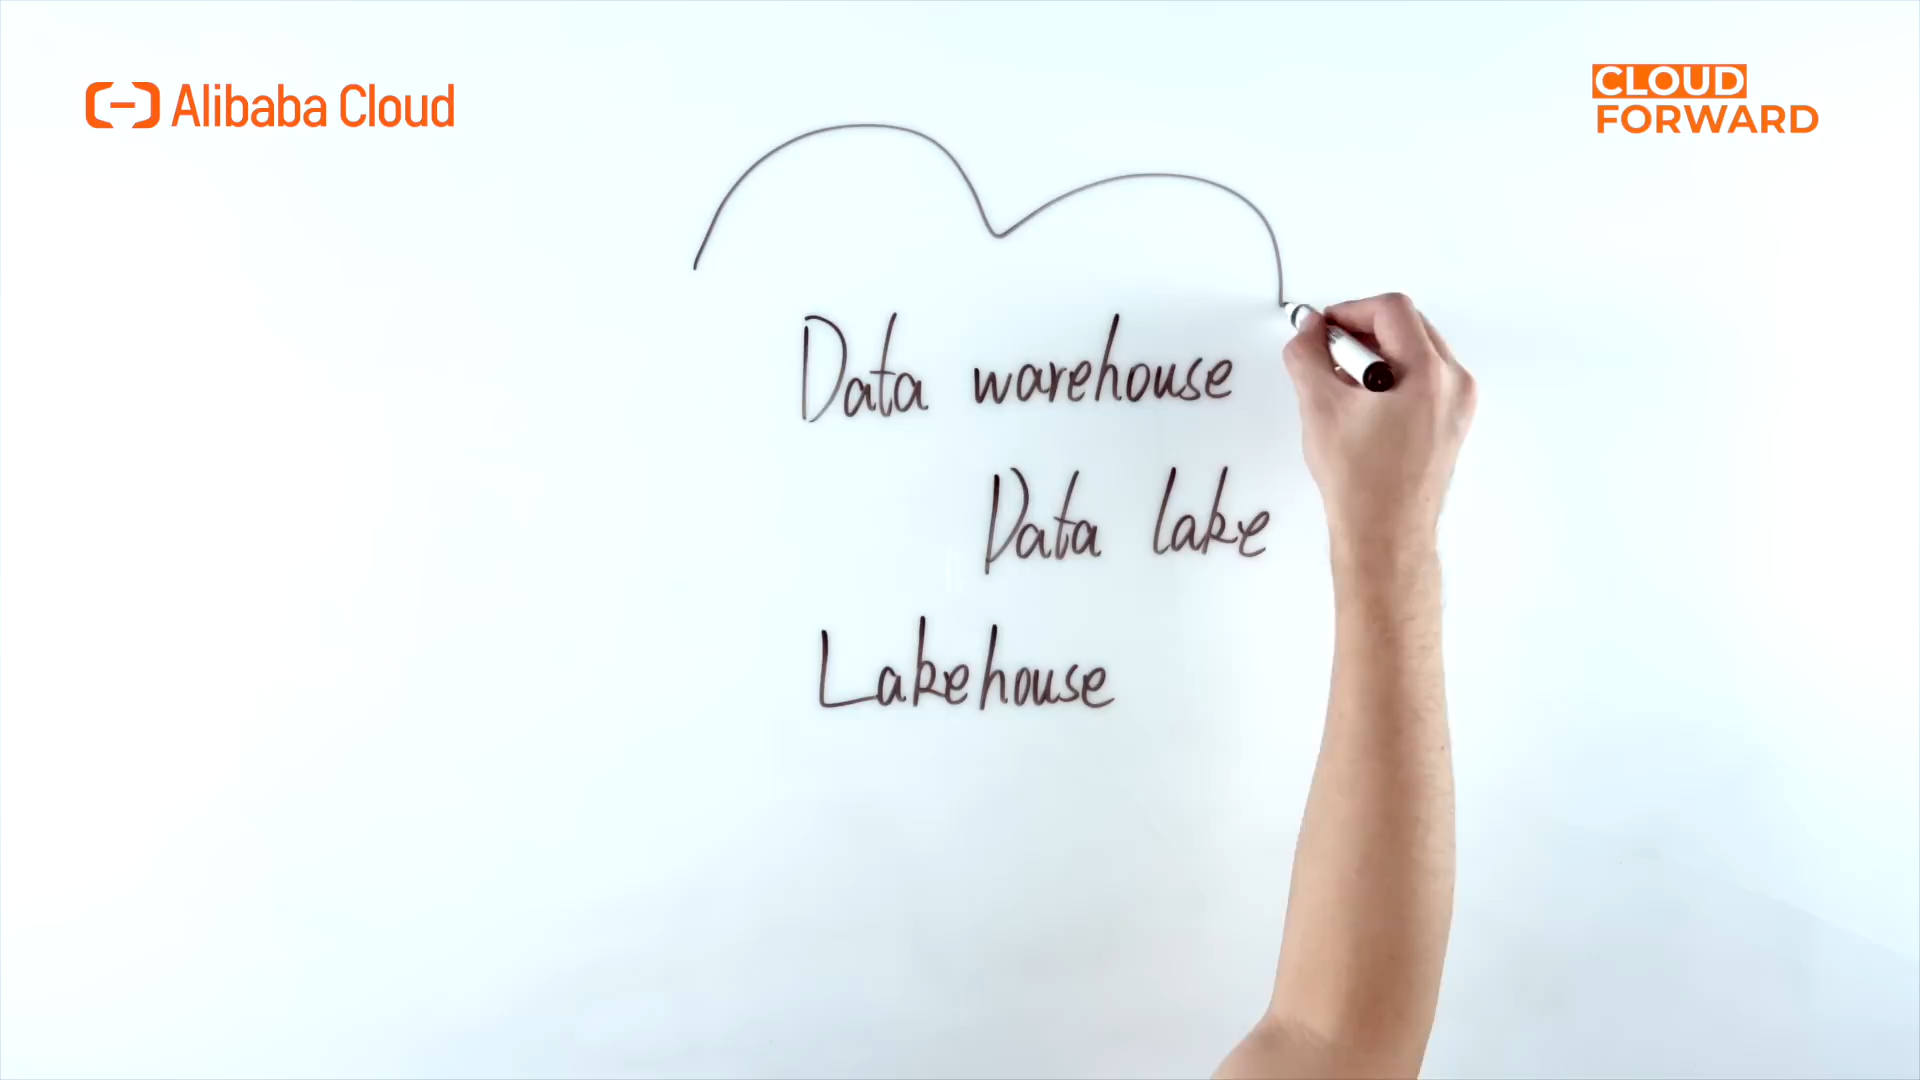 Alibaba Cloud
CLOUD
FORWARD
Data warehouse
Data lake
Lakehouse